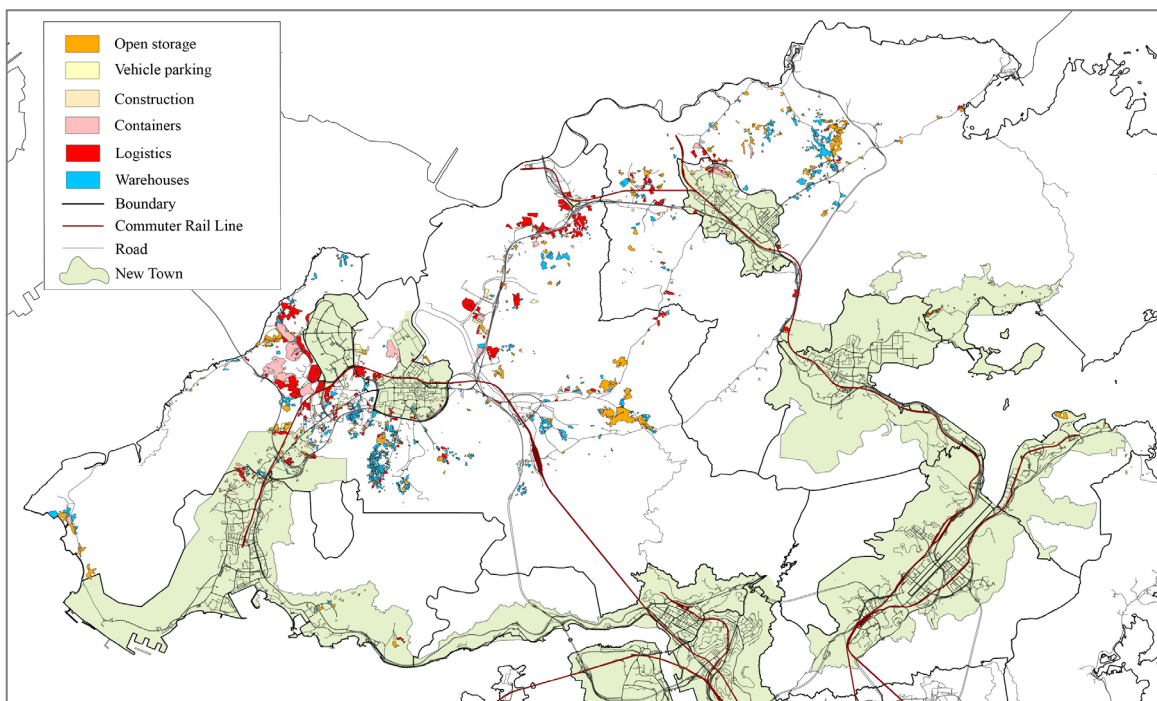 Open storage
Vehicle parking
Construction
Containers
Logistics
Warehouses
Boundary
Commuter Rail Line
Road
New Town